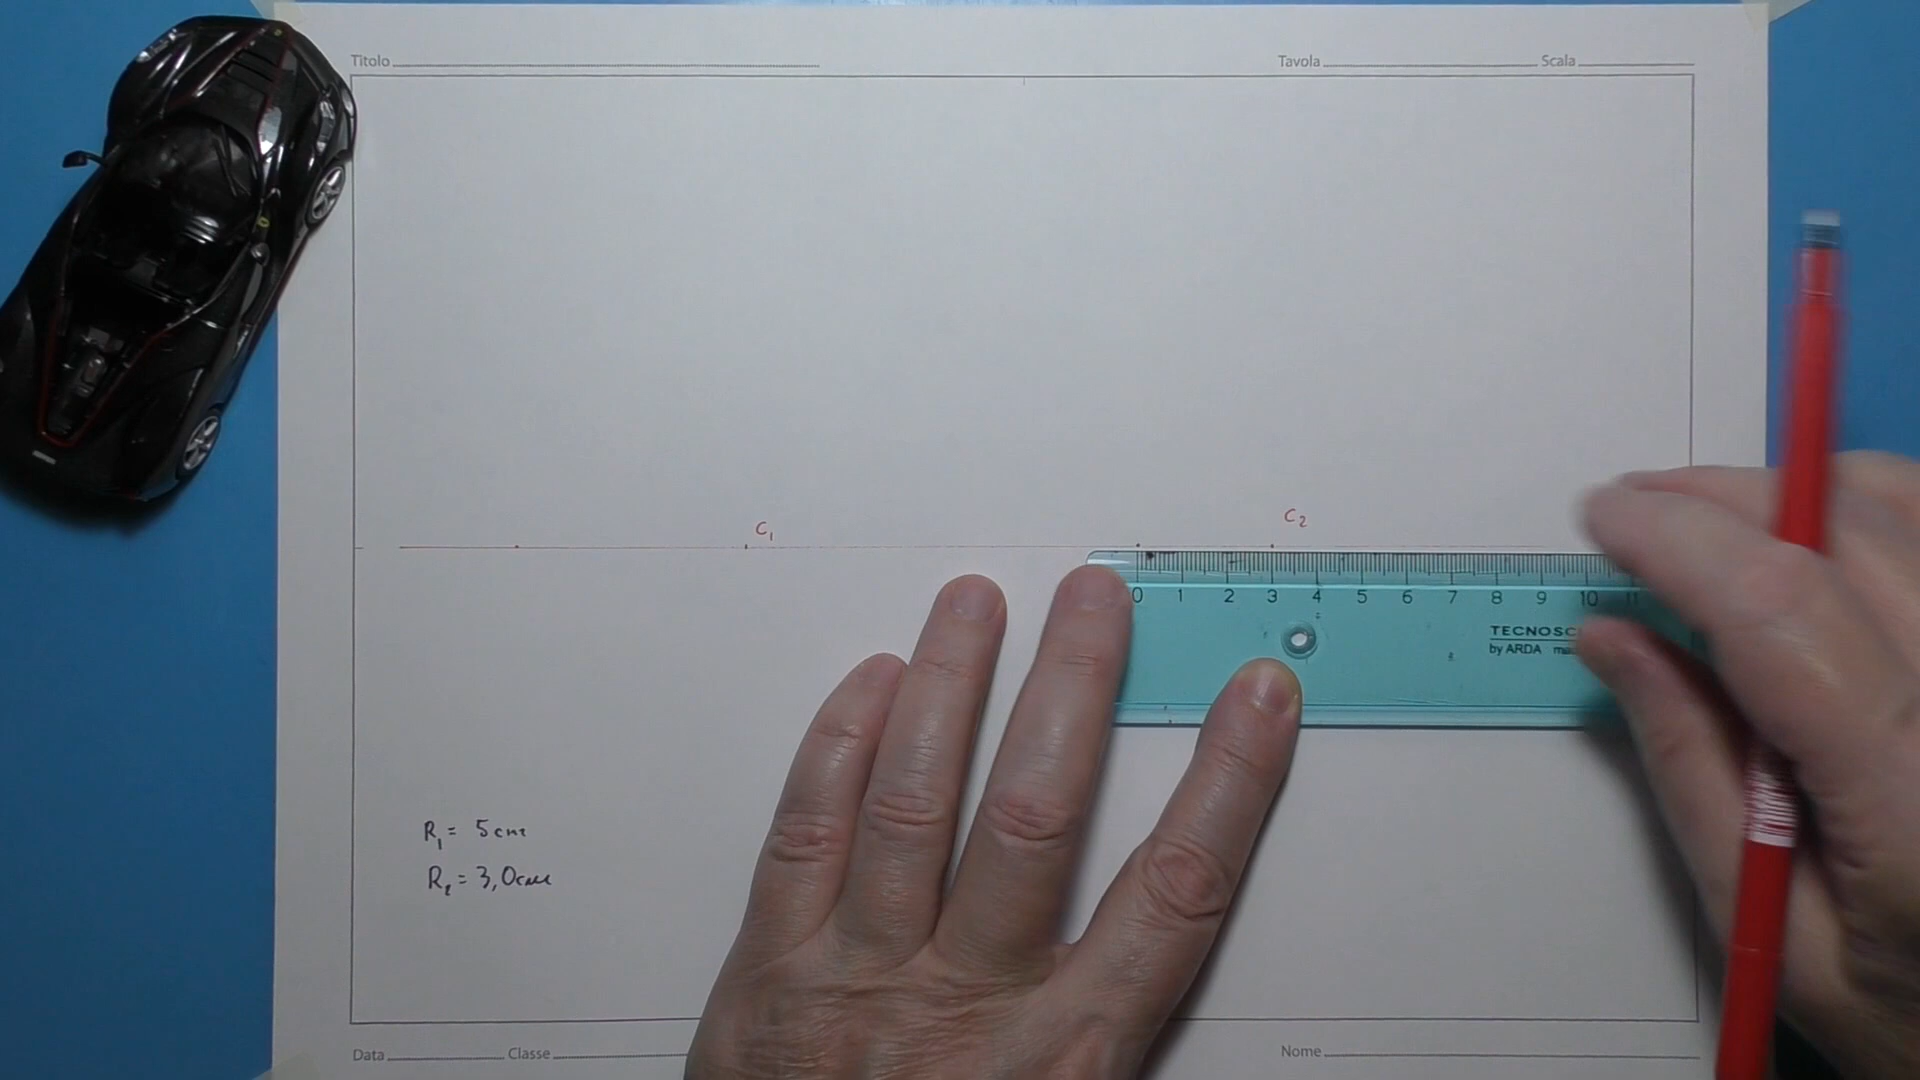 Titolo
Tavola Scala
C₁
C₂
0 1 2 3 4 5 6 7 8 9 10 11
TECNOSC
by ARDA
R₁ = 5cm
R₂ = 3,0cm
Data Classe
Nome